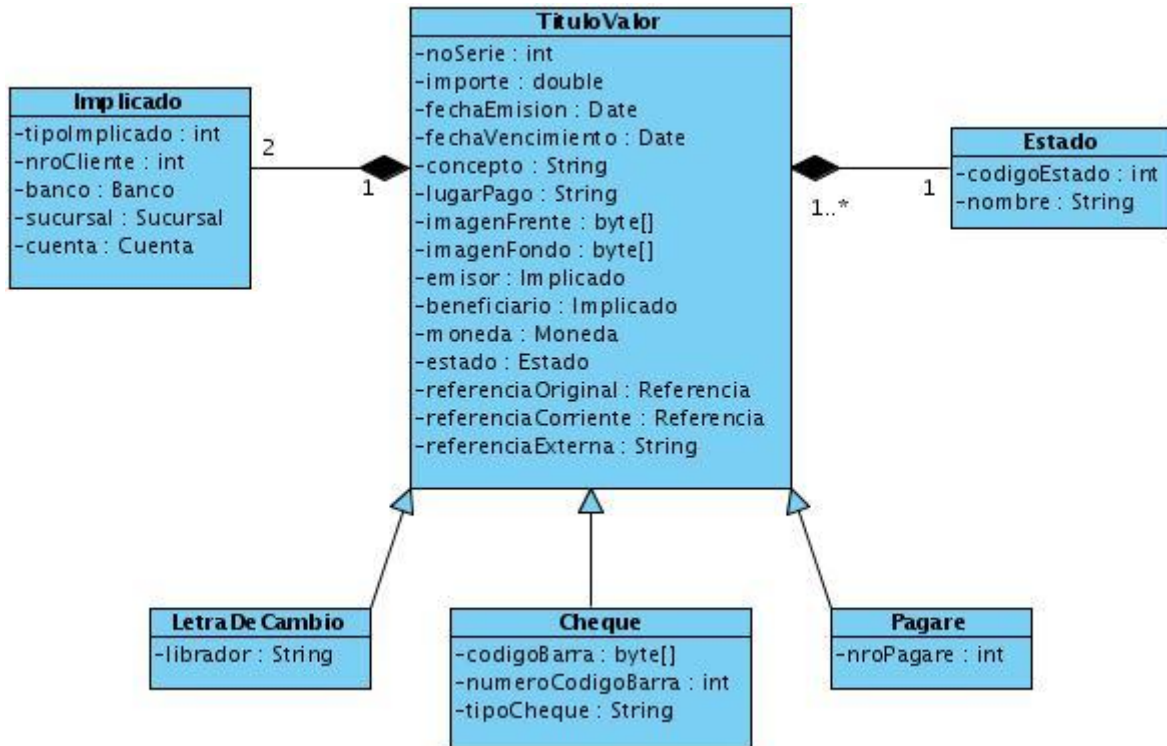 TituloValor
-noSerie : int
-importe : double
-fechaEmision : Date
-fechaVencimiento : Date
-concepto : String
-lugarPago : String
-imagenFrente : byte[]
-imagenFondo : byte[]
-emisor : Implicado
-beneficiario : Implicado
-moneda : Moneda
-estado : Estado
-referenciaOriginal : Referencia
-referenciaCorriente : Referencia
-referenciaExterna : String
Implicado
-tipoImplicado : int
-nroCliente : int
-banco : Banco
-sucursal : Sucursal
-cuenta : Cuenta
2
1
1..*
1
Estado
-codigoEstado : int
-nombre : String
LetraDeCambio
-librador : String
Cheque
-codigoBarra : byte[]
-numeroCodigoBarra : int
-tipoCheque : String
Pagare
-nroPagare : int